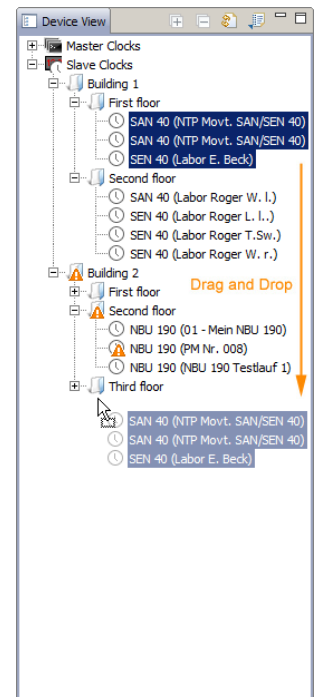 Device View
Master Clocks
Slave Clocks
Building 1
First floor
SAN 40 (NTP Movt. SAN/SEN 40)
SAN 40 (NTP Movt. SAN/SEN 40)
SEN 40 (Labor E. Beck)
Second floor
SAN 40 (Labor Roger W. l.)
SEN 40 (Labor Roger L. l..)
SEN 40 (Labor Roger T.Sw.)
SEN 40 (Labor Roger W. r.)
Building 2
First floor
Drag and Drop
Second floor
NBU 190 (01 - Mein NBU 190)
NBU 190 (PM Nr. 008)
NBU 190 (NBU 190 Testlauf 1)
Third floor
SAN 40 (NTP Movt. SAN/SEN 40)
SAN 40 (NTP Movt. SAN/SEN 40)
SEN 40 (Labor E. Beck)